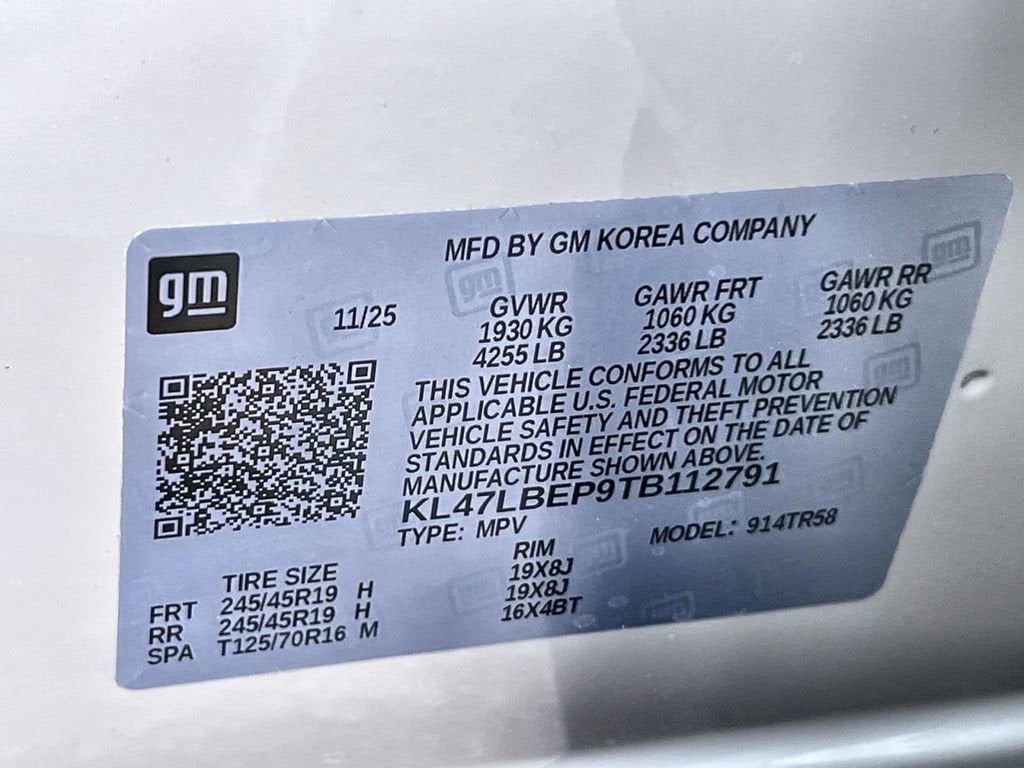 gm
MFD BY GM KOREA COMPANY
11/25
GVWR GAWR FRT GAWR RR
1930 KG 1060 KG 1060 KG
4255 LB 2336 LB 2336 LB
THIS VEHICLE CONFORMS TO ALL
APPLICABLE U.S. FEDERAL MOTOR
VEHICLE SAFETY AND THEFT PREVENTION
STANDARDS IN EFFECT ON THE DATE OF
MANUFACTURE SHOWN ABOVE.
KL47LBEP9TB112791
TYPE: MPV MODEL: 914TR58
TIRE SIZE RIM
FRT 245/45R19 H 19X8J
RR 245/45R19 H 19X8J
SPA T125/70R16 M 16X4BT